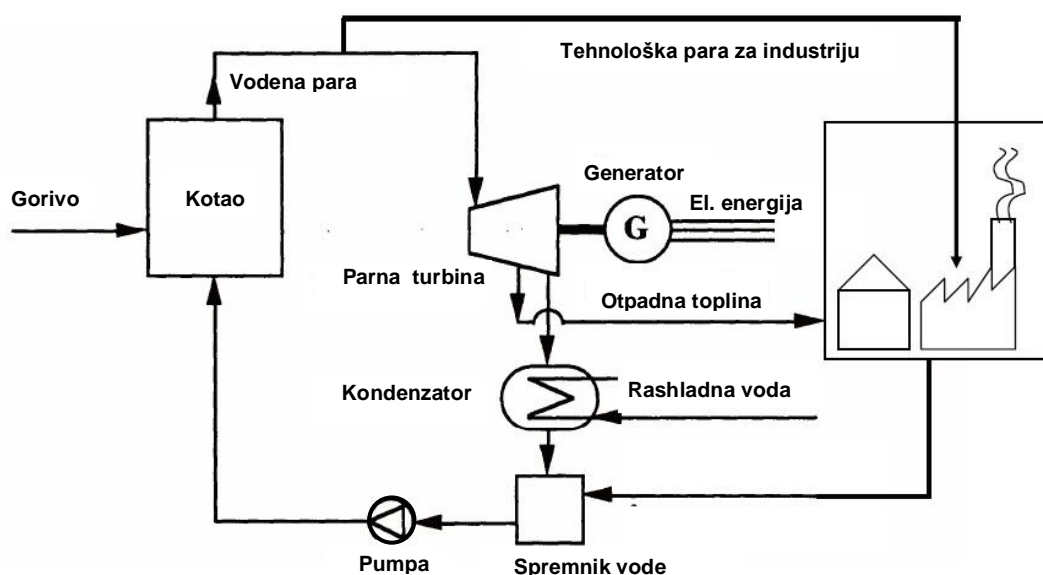 Tehnološka para za industriju
Vodena para
Generator
Gorivo
Kotao
El. energija
G
Parna turbina
Otpadna toplina
Kondenzator
Rashladna voda
Pumpa
Spremnik vode